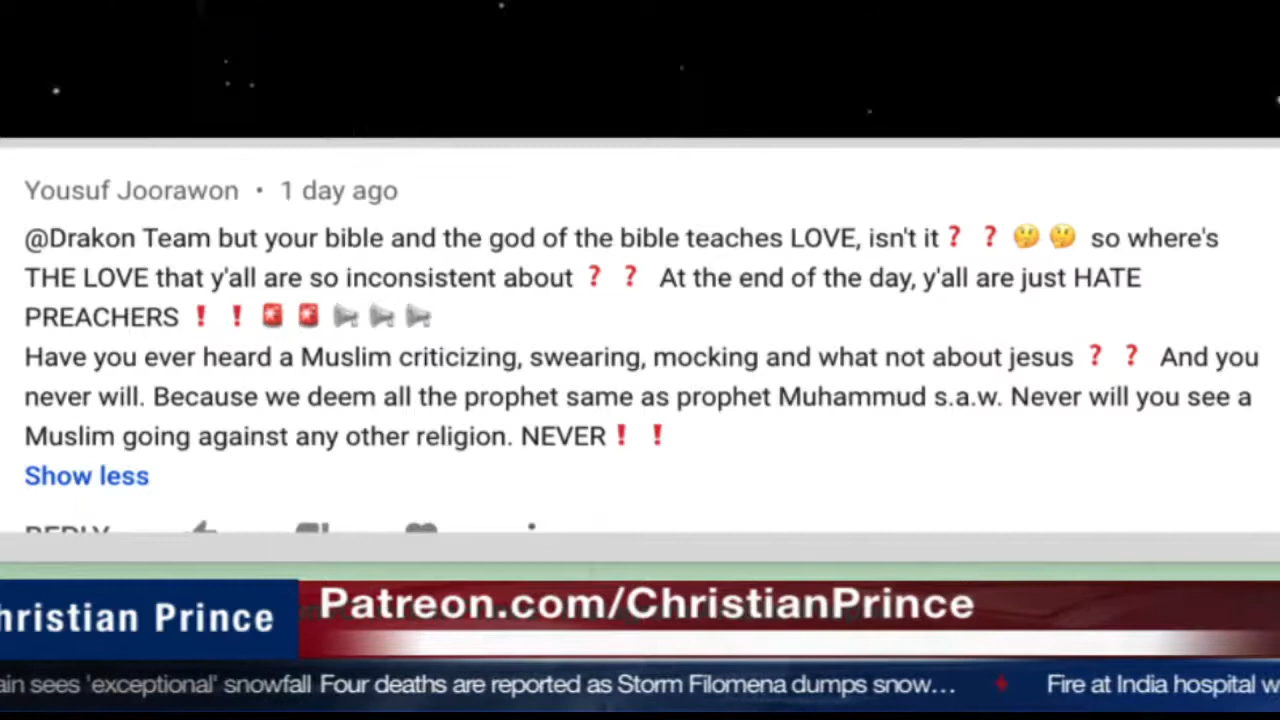 Yousuf Joorawon • 1 day ago
@Drakon Team but your bible and the god of the bible teaches LOVE, isn't it❓ ❓ 🤔 🤔 so where's
THE LOVE that y'all are so inconsistent about ❓ ❓ At the end of the day, y'all are just HATE
PREACHERS ❗ ❗ 🚨 🚨 📢 📢 📢
Have you ever heard a Muslim criticizing, swearing, mocking and what not about jesus ❓ ❓ And you
never will. Because we deem all the prophet same as prophet Muhammud s.a.w. Never will you see a
Muslim going against any other religion. NEVER❗ ❗
Show less
REPLY
hristian Prince
Patreon.com/ChristianPrince
ain sees 'exceptional' snowfall Four deaths are reported as Storm Filomena dumps snow… Fire at India hospital w